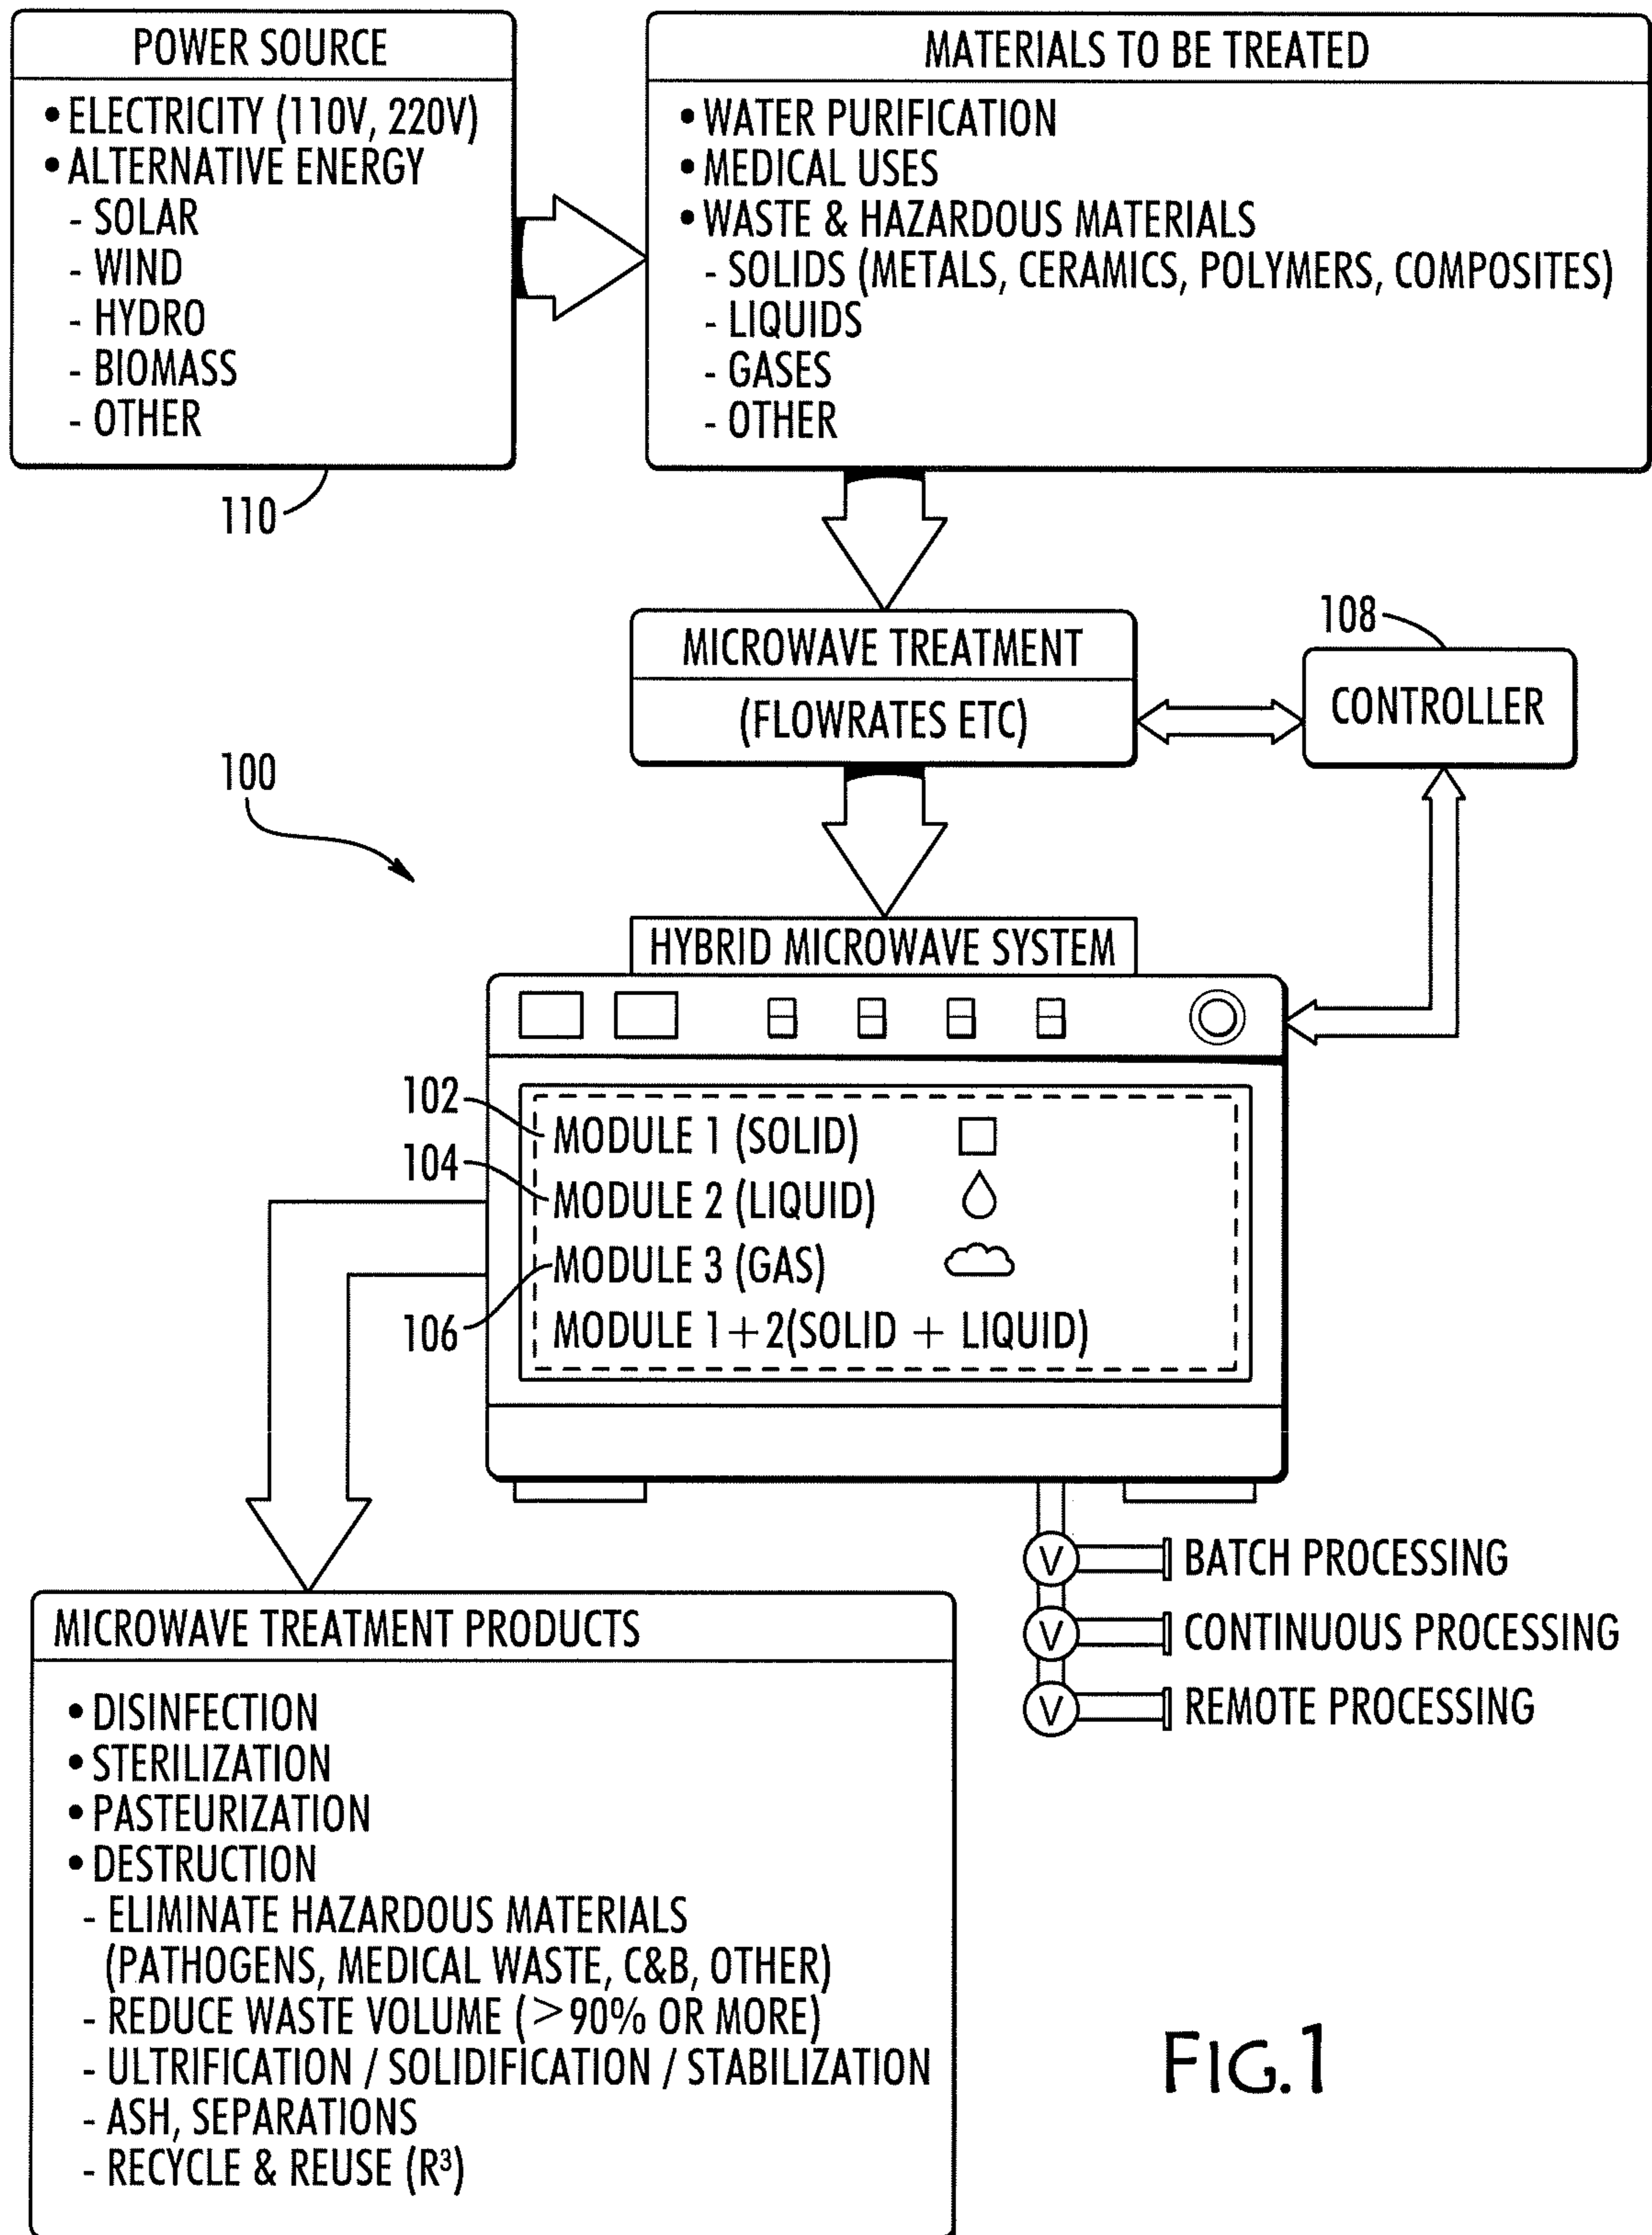 POWER SOURCE
• ELECTRICITY (110V, 220V)
• ALTERNATIVE ENERGY
- SOLAR
- WIND
- HYDRO
- BIOMASS
- OTHER
110
MATERIALS TO BE TREATED
• WATER PURIFICATION
• MEDICAL USES
• WASTE & HAZARDOUS MATERIALS
- SOLIDS (METALS, CERAMICS, POLYMERS, COMPOSITES)
- LIQUIDS
- GASES
- OTHER
MICROWAVE TREATMENT
(FLOWRATES ETC)
108
CONTROLLER
100
HYBRID MICROWAVE SYSTEM
102
MODULE 1 (SOLID)
104
MODULE 2 (LIQUID)
MODULE 3 (GAS)
106
MODULE 1+2(SOLID + LIQUID)
V BATCH PROCESSING
V CONTINUOUS PROCESSING
V REMOTE PROCESSING
MICROWAVE TREATMENT PRODUCTS
• DISINFECTION
• STERILIZATION
• PASTEURIZATION
• DESTRUCTION
- ELIMINATE HAZARDOUS MATERIALS
(PATHOGENS, MEDICAL WASTE, C&B, OTHER)
- REDUCE WASTE VOLUME (>90% OR MORE)
- ULTRIFICATION / SOLIDIFICATION / STABILIZATION
- ASH, SEPARATIONS
- RECYCLE & REUSE (R³)
FIG.1